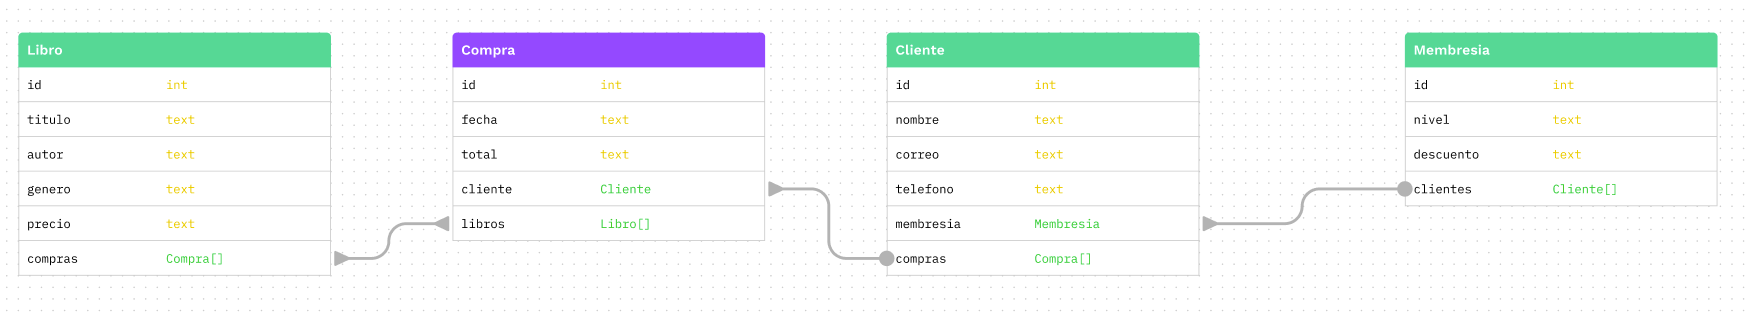 Libro
id int
titulo text
autor text
genero text
precio text
compras Compra[]
Compra
id int
fecha text
total text
cliente Cliente
libros Libro[]
Cliente
id int
nombre text
correo text
telefono text
membresia Membresia
compras Compra[]
Membresia
id int
nivel text
descuento text
clientes Cliente[]